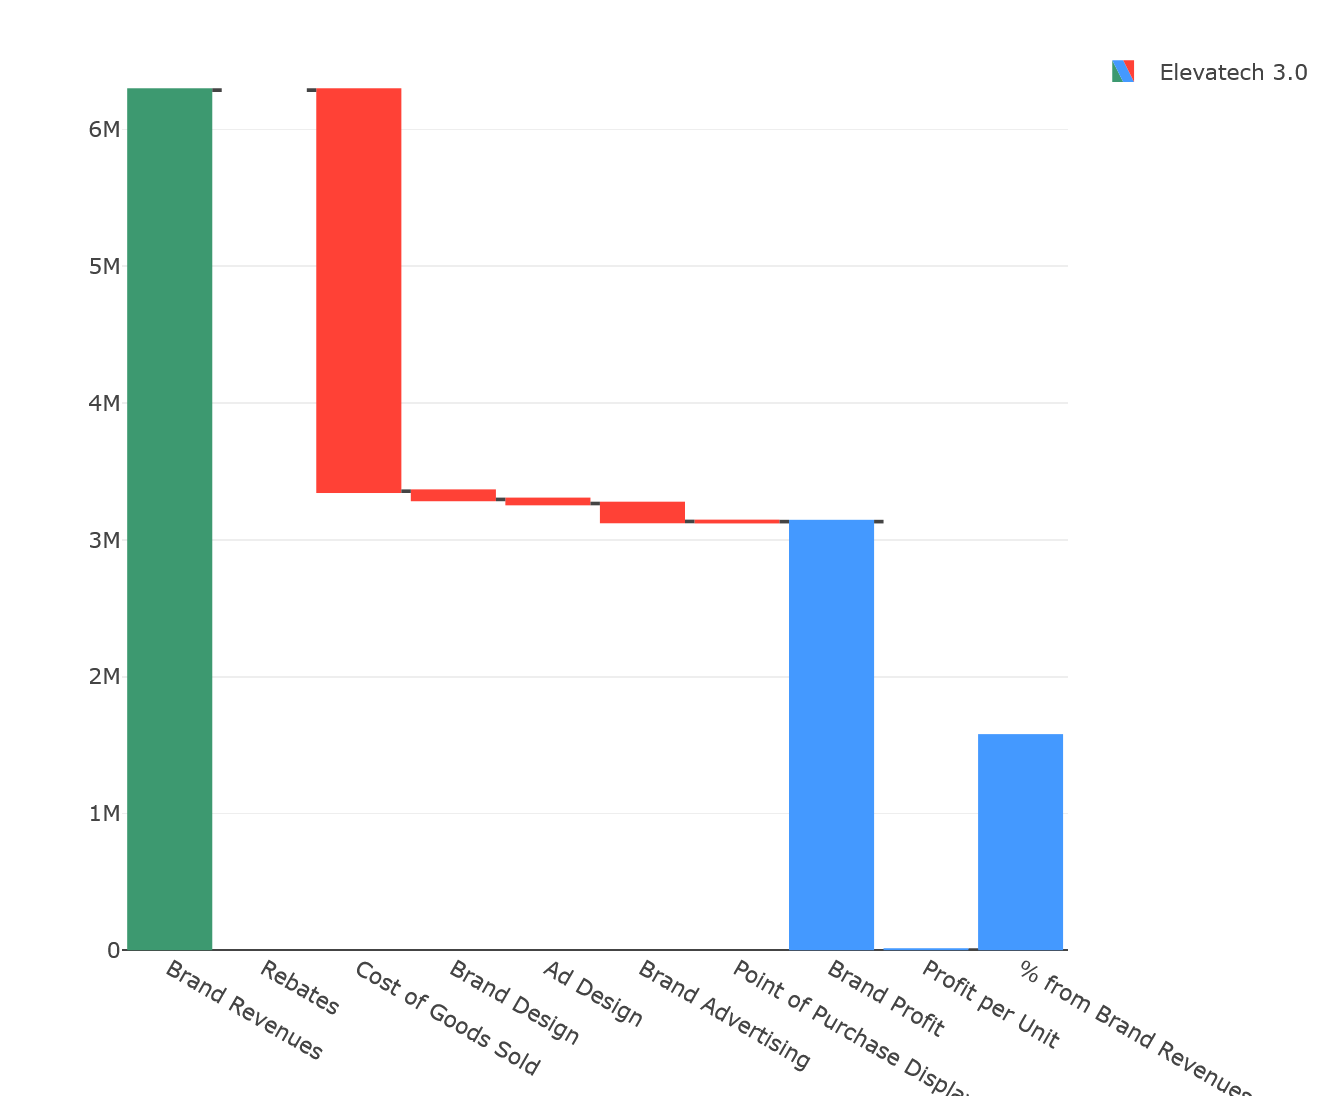 Elevatech 3.0
6M
5M
4M
3M
2M
1M
0
Brand Revenues
Rebates
Cost of Goods Sold
Brand Design
Ad Design
Brand Advertising
Point of Purchase Display
Brand Profit
Profit per Unit
% from Brand Revenues